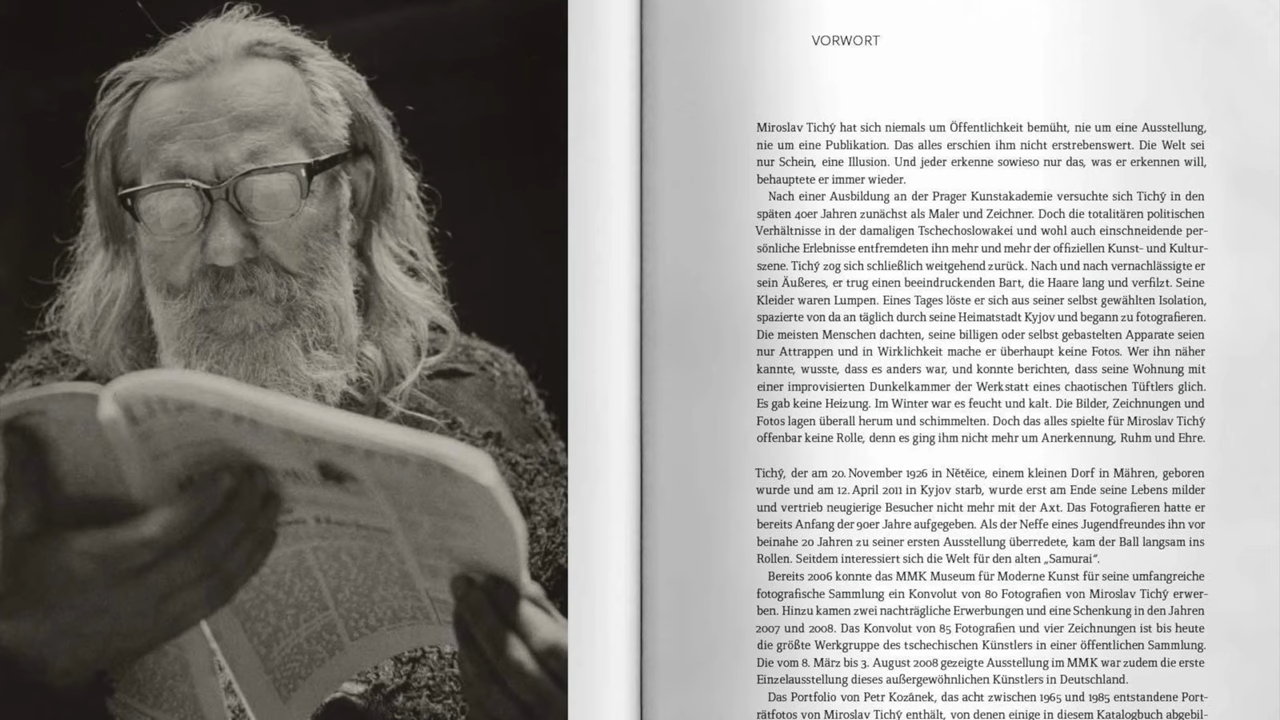 VORWORT
Miroslav Tichý hat sich niemals um Öffentlichkeit bemüht, nie um eine Ausstellung,
nie um eine Publikation. Das alles erschien ihm nicht erstrebenswert. Die Welt sei
nur Schein, eine Illusion. Und jeder erkenne sowieso nur das, was er erkennen will,
behauptete er immer wieder.
Nach einer Ausbildung an der Prager Kunstakademie versuchte sich Tichý in den
späten 40er Jahren zunächst als Maler und Zeichner. Doch die totalitären politischen
Verhältnisse in der damaligen Tschechoslowakei und wohl auch einschneidende per-
sönliche Erlebnisse entfremdeten ihn mehr und mehr der offiziellen Kunst- und Kultur-
szene. Tichý zog sich schließlich weitgehend zurück. Nach und nach vernachlässigte er
sein Äußeres, er trug einen beeindruckenden Bart, die Haare lang und verfilzt. Seine
Kleider waren Lumpen. Eines Tages löste er sich aus seiner selbst gewählten Isolation,
spazierte von da an täglich durch seine Heimatstadt Kyjov und begann zu fotografieren.
Die meisten Menschen dachten, seine billigen oder selbst gebastelten Apparate seien
nur Attrappen und in Wirklichkeit mache er überhaupt keine Fotos. Wer ihn näher
kannte, wusste, dass es anders war, und konnte berichten, dass seine Wohnung mit
einer improvisierten Dunkelkammer der Werkstatt eines chaotischen Tüftlers glich.
Es gab keine Heizung. Im Winter war es feucht und kalt. Die Bilder, Zeichnungen und
Fotos lagen überall herum und schimmelten. Doch das alles spielte für Miroslav Tichý
offenbar keine Rolle, denn es ging ihm nicht mehr um Anerkennung, Ruhm und Ehre.
Tichý, der am 20. November 1926 in Nětěice, einem kleinen Dorf in Mähren, geboren
wurde und am 12. April 2011 in Kyjov starb, wurde erst am Ende seine Lebens milder
und vertrieb neugierige Besucher nicht mehr mit der Axt. Das Fotografieren hatte er
bereits Anfang der 90er Jahre aufgegeben. Als der Neffe eines Jugendfreundes ihn vor
beinahe 20 Jahren zu seiner ersten Ausstellung überredete, kam der Ball langsam ins
Rollen. Seitdem interessiert sich die Welt für den alten „Samurai“.
Bereits 2006 konnte das MMK Museum für Moderne Kunst für seine umfangreiche
fotografische Sammlung ein Konvolut von 80 Fotografien von Miroslav Tichý erwer-
ben. Hinzu kamen zwei nachträgliche Erwerbungen und eine Schenkung in den Jahren
2007 und 2008. Das Konvolut von 85 Fotografien und vier Zeichnungen ist bis heute
die größte Werkgruppe des tschechischen Künstlers in einer öffentlichen Sammlung.
Die vom 8. März bis 3. August 2008 gezeigte Ausstellung im MMK war zudem die erste
Einzelausstellung dieses außergewöhnlichen Künstlers in Deutschland.
Das Portfolio von Petr Kozánek, das acht zwischen 1965 und 1985 entstandene Port-
rätfotos von Miroslav Tichý enthält, von denen einige in diesem Katalogbuch abgebil-